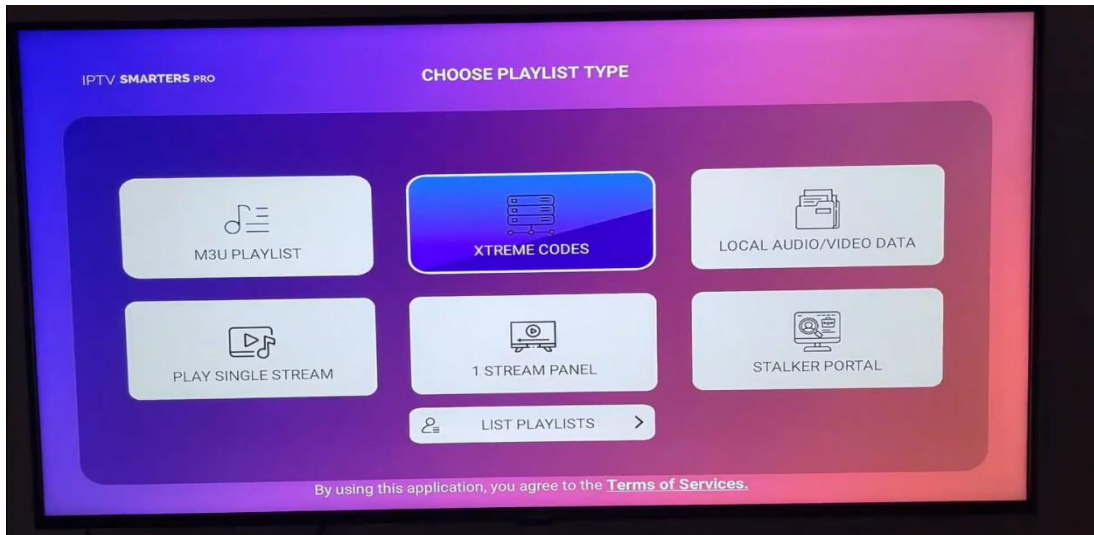 IPTV SMARTERS PRO
CHOOSE PLAYLIST TYPE
M3U PLAYLIST
XTREME CODES
LOCAL AUDIO/VIDEO DATA
PLAY SINGLE STREAM
1 STREAM PANEL
STALKER PORTAL
LIST PLAYLISTS
By using this application, you agree to the Terms of Services.